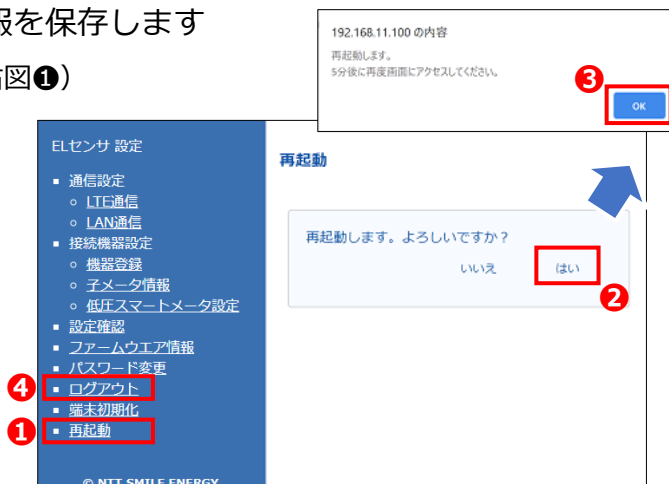 報を保存します
右図❶）
192.168.11.100 の内容
再起動します。
5分後に再度画面にアクセスしてください。
❸
OK
ELセンサ 設定
▪ 通信設定
◦ LTE通信
◦ LAN通信
▪ 接続機器設定
◦ 機器登録
◦ 子メータ情報
◦ 低圧スマートメータ設定
▪ 設定確認
▪ ファームウエア情報
▪ パスワード変更
❹ ▪ ログアウト
▪ 端末初期化
❶ ▪ 再起動
© NTT SMILE ENERGY
再起動
再起動します。よろしいですか？
いいえ はい
❷